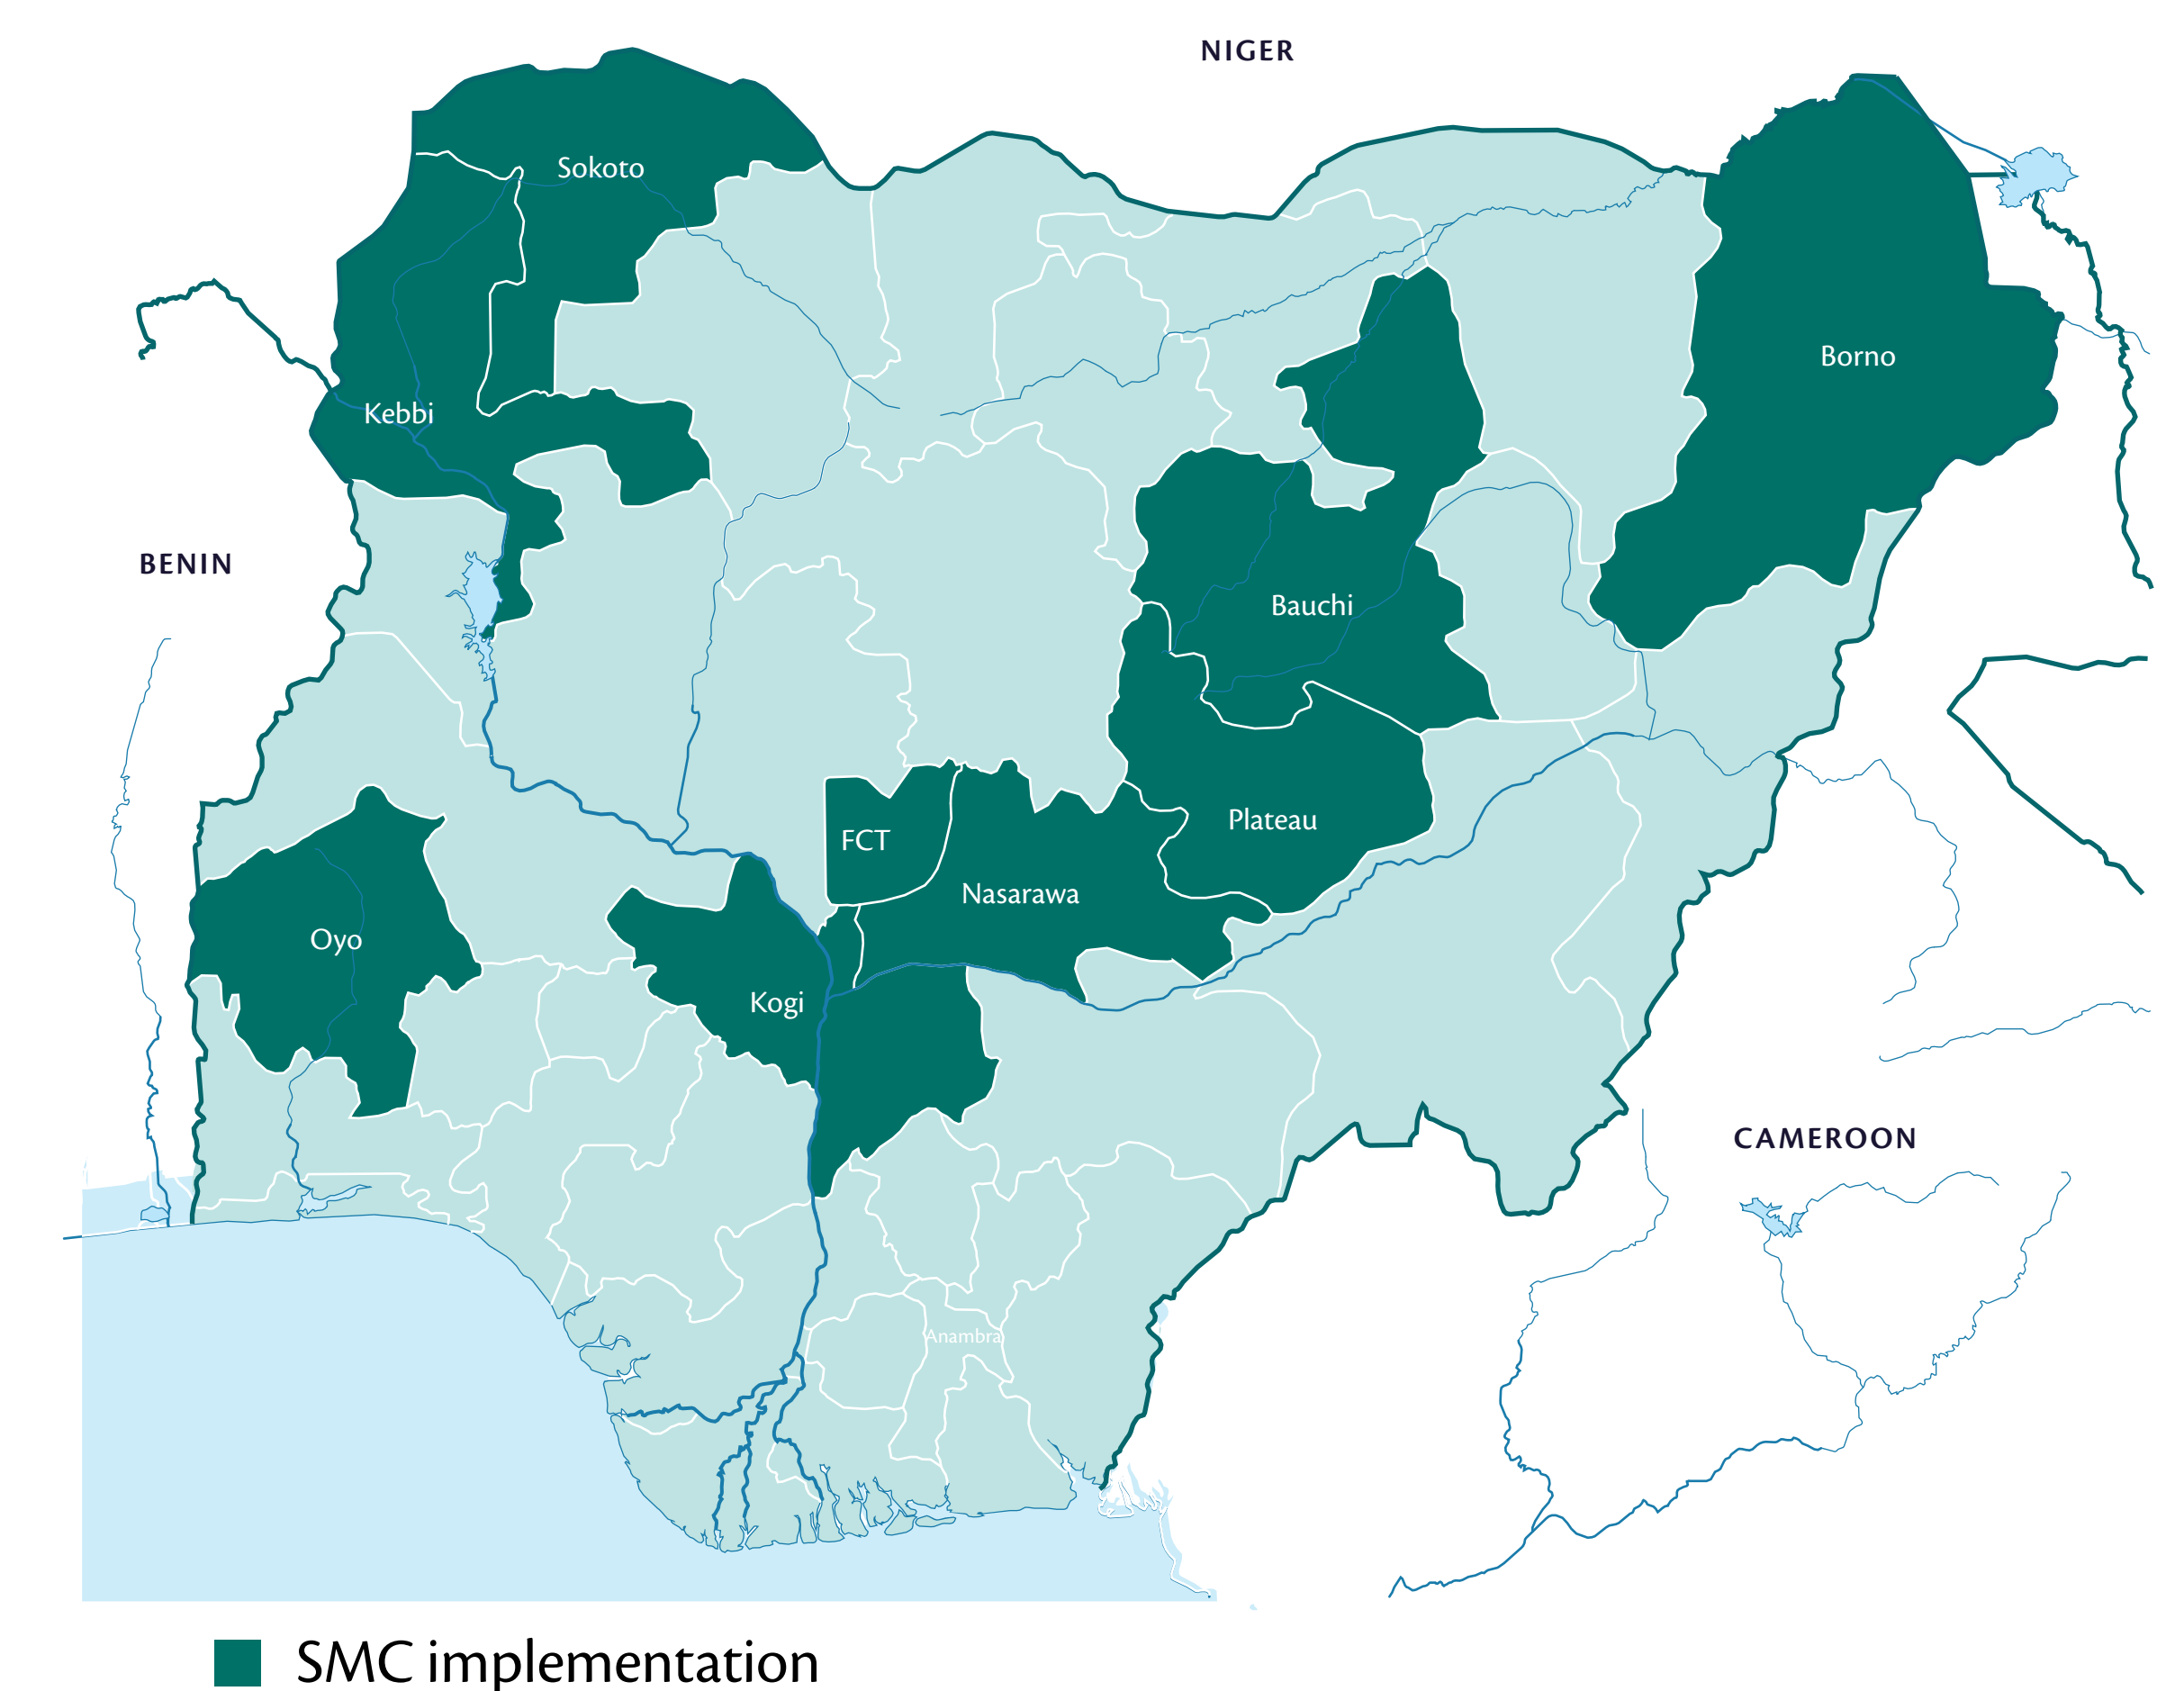 NIGER
Sokoto
Borno
Kebbi
BENIN
Bauchi
Plateau
FCT
Nasarawa
Oyo
Kogi
CAMEROON
Anambra
SMC implementation